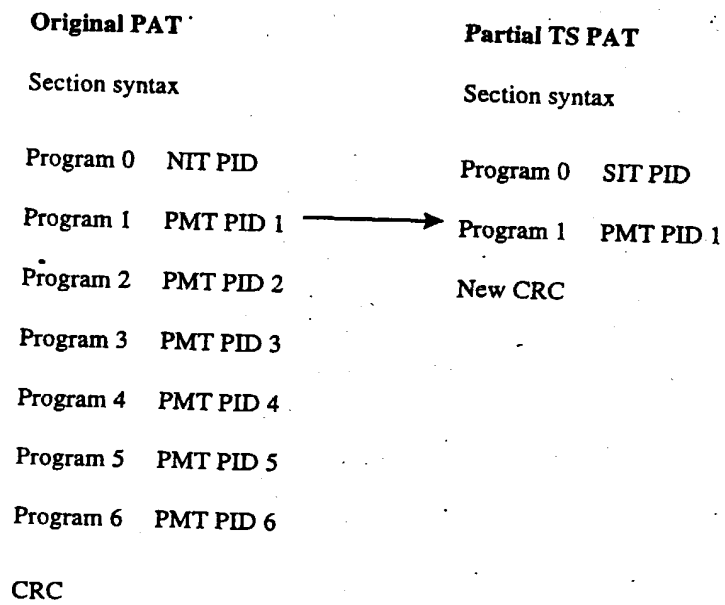 Original PAT
Section syntax
Program 0 NIT PID
Program 1 PMT PID 1
Program 2 PMT PID 2
Program 3 PMT PID 3
Program 4 PMT PID 4
Program 5 PMT PID 5
Program 6 PMT PID 6
CRC
Partial TS PAT
Section syntax
Program 0 SIT PID
Program 1 PMT PID 1
New CRC